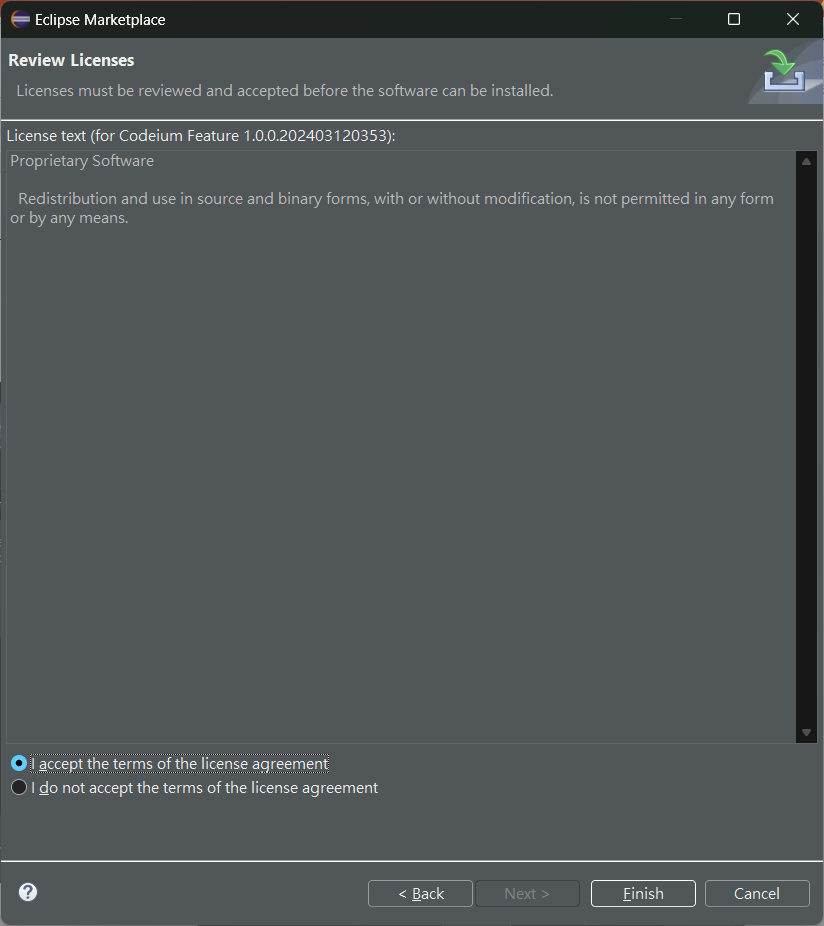 Eclipse Marketplace
Review Licenses
Licenses must be reviewed and accepted before the software can be installed.
License text (for Codeium Feature 1.0.0.202403120353):
Proprietary Software
Redistribution and use in source and binary forms, with or without modification, is not permitted in any form
or by any means.
I accept the terms of the license agreement
I do not accept the terms of the license agreement
?
< Back
Next >
Finish
Cancel